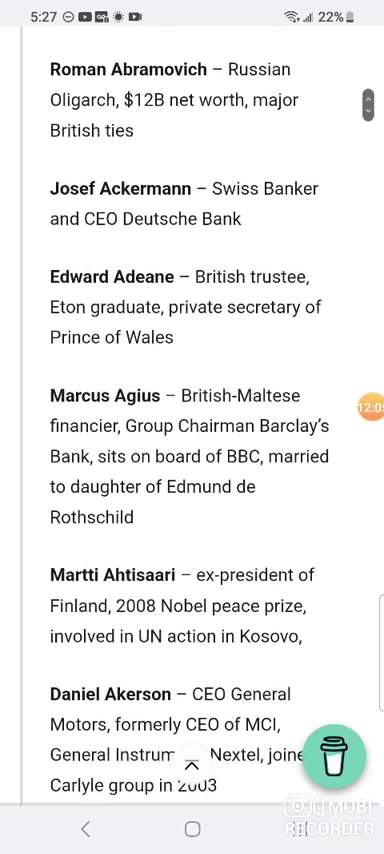 5:27 22%
Roman Abramovich – Russian
Oligarch, $12B net worth, major
British ties
Josef Ackermann – Swiss Banker
and CEO Deutsche Bank
Edward Adeane – British trustee,
Eton graduate, private secretary of
Prince of Wales
Marcus Agius – British-Maltese
financier, Group Chairman Barclay's
12:0
Bank, sits on board of BBC, married
to daughter of Edmund de
Rothschild
Martti Ahtisaari – ex-president of
Finland, 2008 Nobel peace prize,
involved in UN action in Kosovo,
Daniel Akerson – CEO General
Motors, formerly CEO of MCI,
General Instrum Nextel, joine
Carlyle group in 2003
MOBI
RECORDER